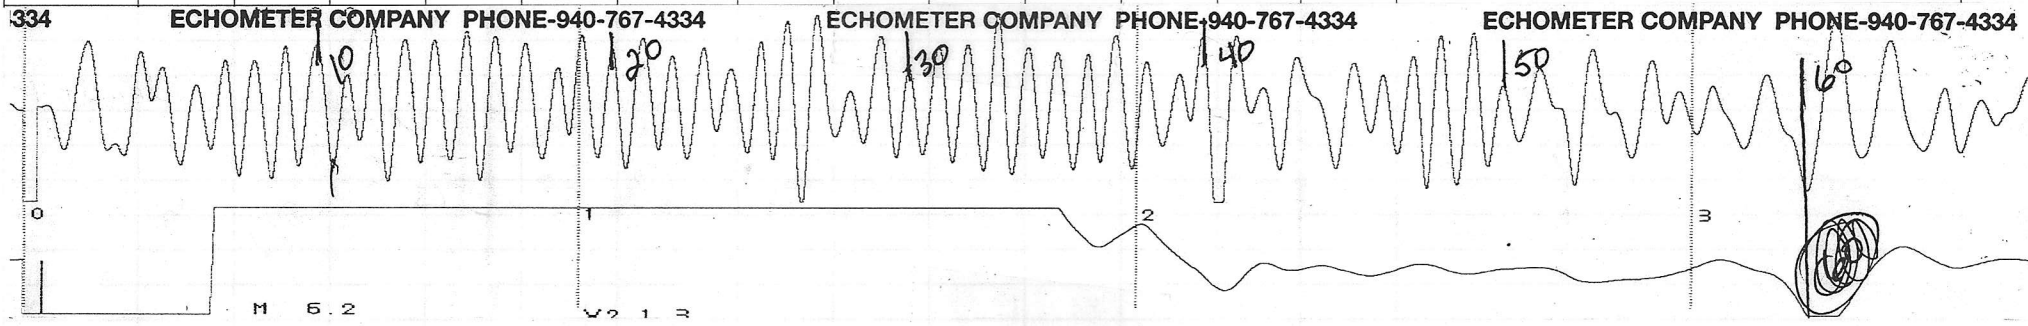 334 ECHOMETER COMPANY PHONE-940-767-4334 ECHOMETER COMPANY PHONE-940-767-4334 ECHOMETER COMPANY PHONE-940-767-4334
10 20 30 40 50 60
0 1 2 3
M 6.2